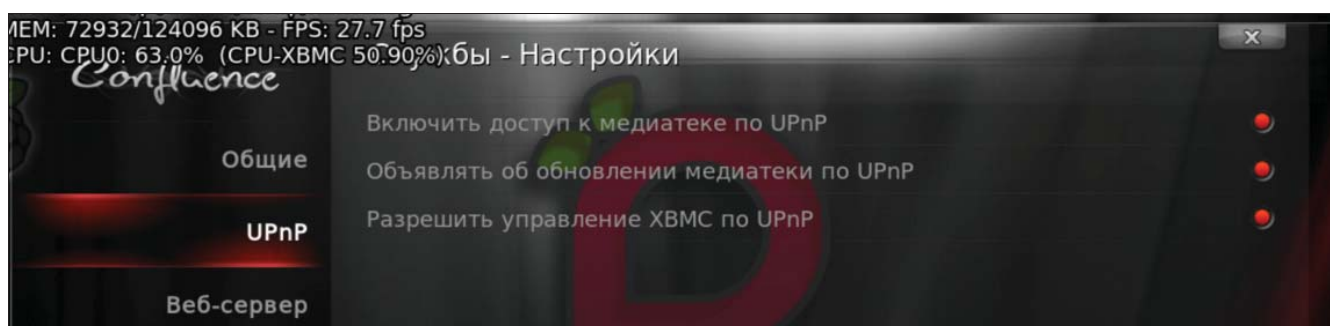 MEM: 72932/124096 KB - FPS: 27.7 fps
CPU: CPU0: 63.0% (CPU-XBMC 50.90%)
Службы - Настройки
Confluence
Включить доступ к медиатеке по UPnP
Общие
Объявлять об обновлении медиатеки по UPnP
UPnP
Разрешить управление XBMC по UPnP
Веб-сервер